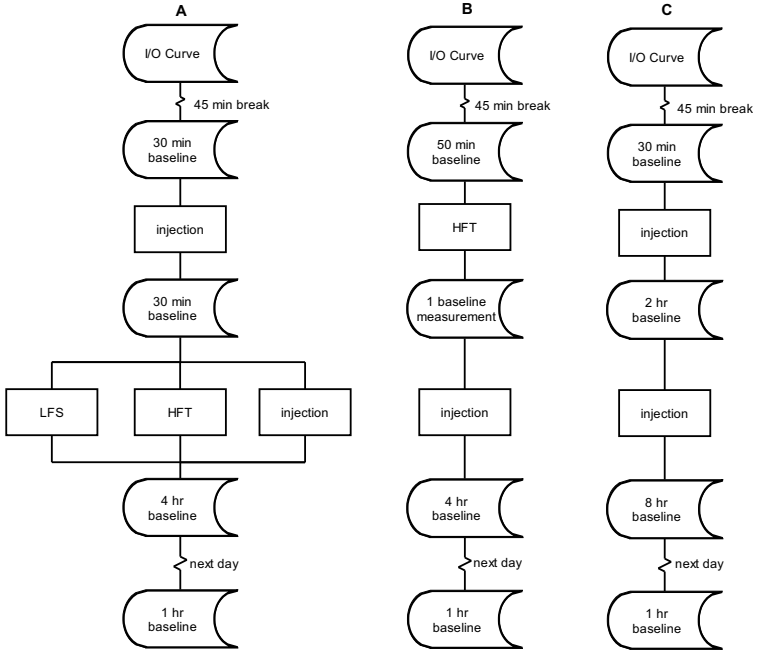 A
I/O Curve
45 min break
30 min
baseline
injection
30 min
baseline
LFS
HFT
injection
4 hr
baseline
next day
1 hr
baseline
B
I/O Curve
45 min break
50 min
baseline
HFT
1 baseline
measurement
injection
4 hr
baseline
next day
1 hr
baseline
C
I/O Curve
45 min break
30 min
baseline
injection
2 hr
baseline
injection
8 hr
baseline
next day
1 hr
baseline